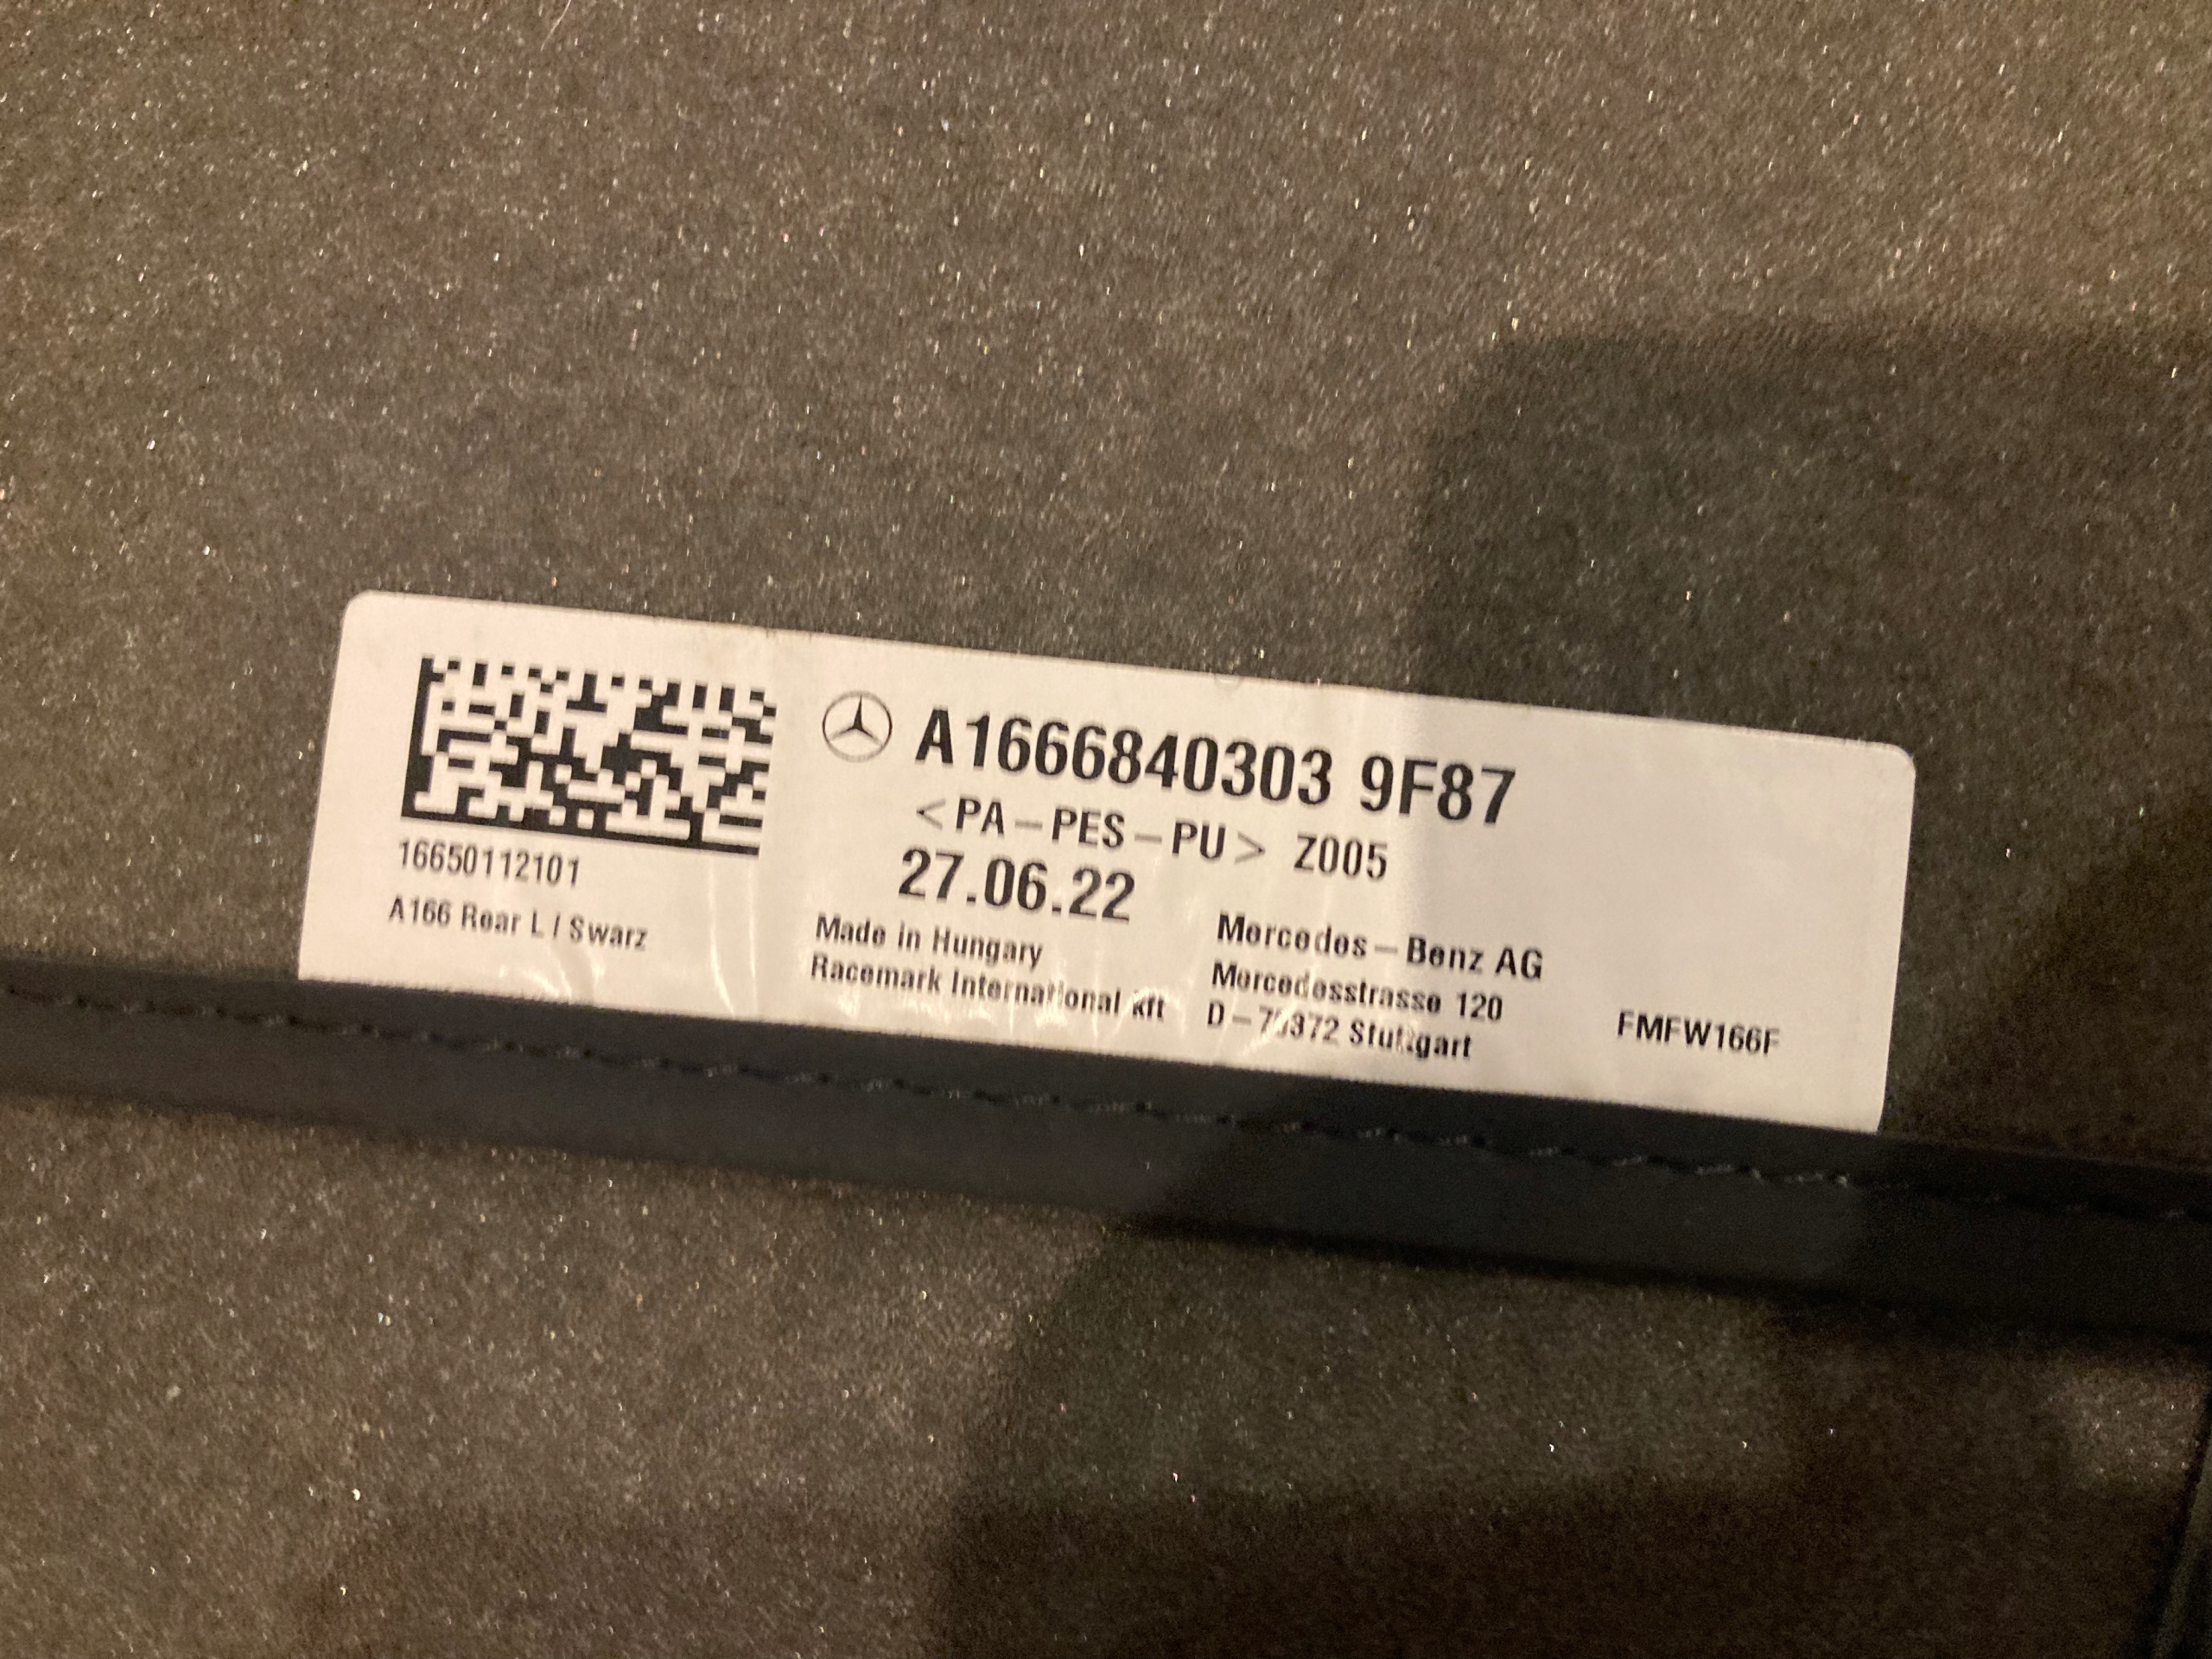 A1666840303 9F87
<PA-PES-PU> Z005
27.06.22
16650112101
A166 Rear L / Swarz
Made in Hungary
Racemark International kft
Mercedes-Benz AG
Mercedesstrasse 120
Stuttgart
FMFW166F